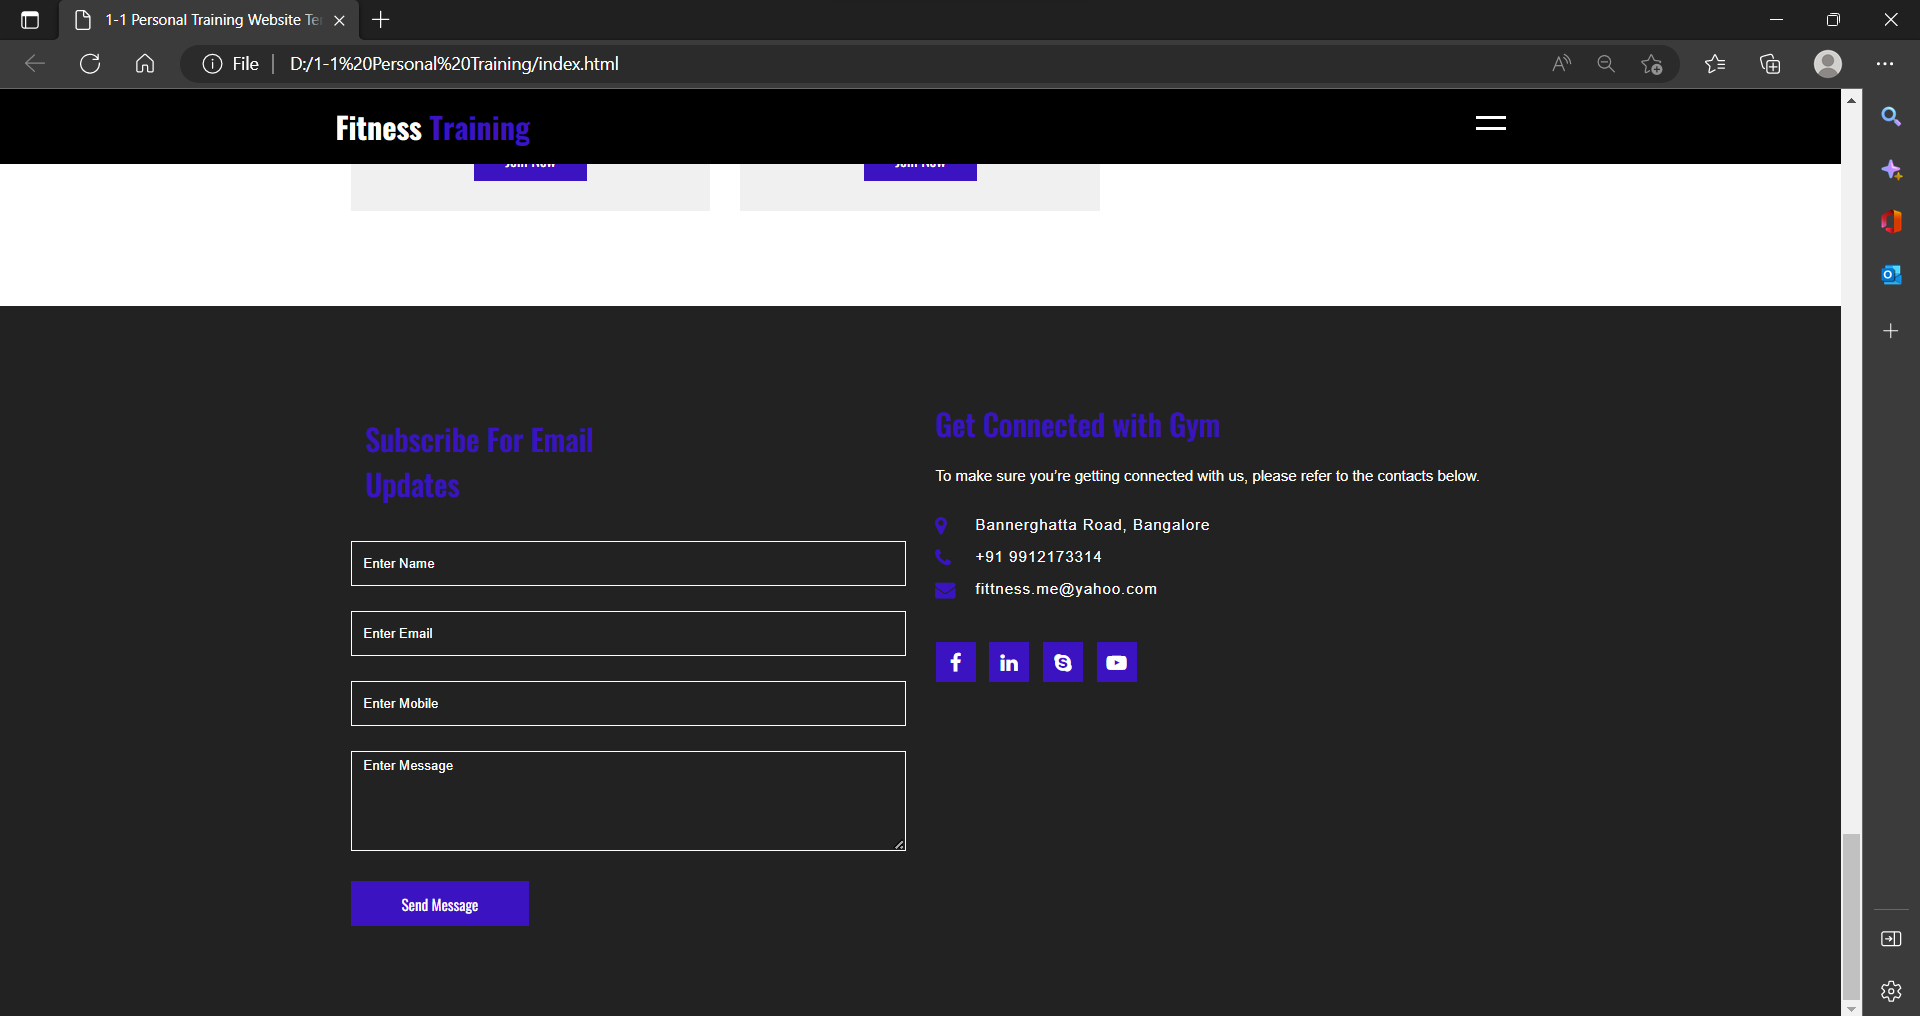 1-1 Personal Training Website Te
File
D:/1-1%20Personal%20Training/index.html
Fitness Training
Join Now
Join Now
Subscribe For Email
Updates
Enter Name
Enter Email
Enter Mobile
Enter Message
Send Message
Get Connected with Gym
To make sure you're getting connected with us, please refer to the contacts below.
Bannerghatta Road, Bangalore
+91 9912173314
fittness.me@yahoo.com